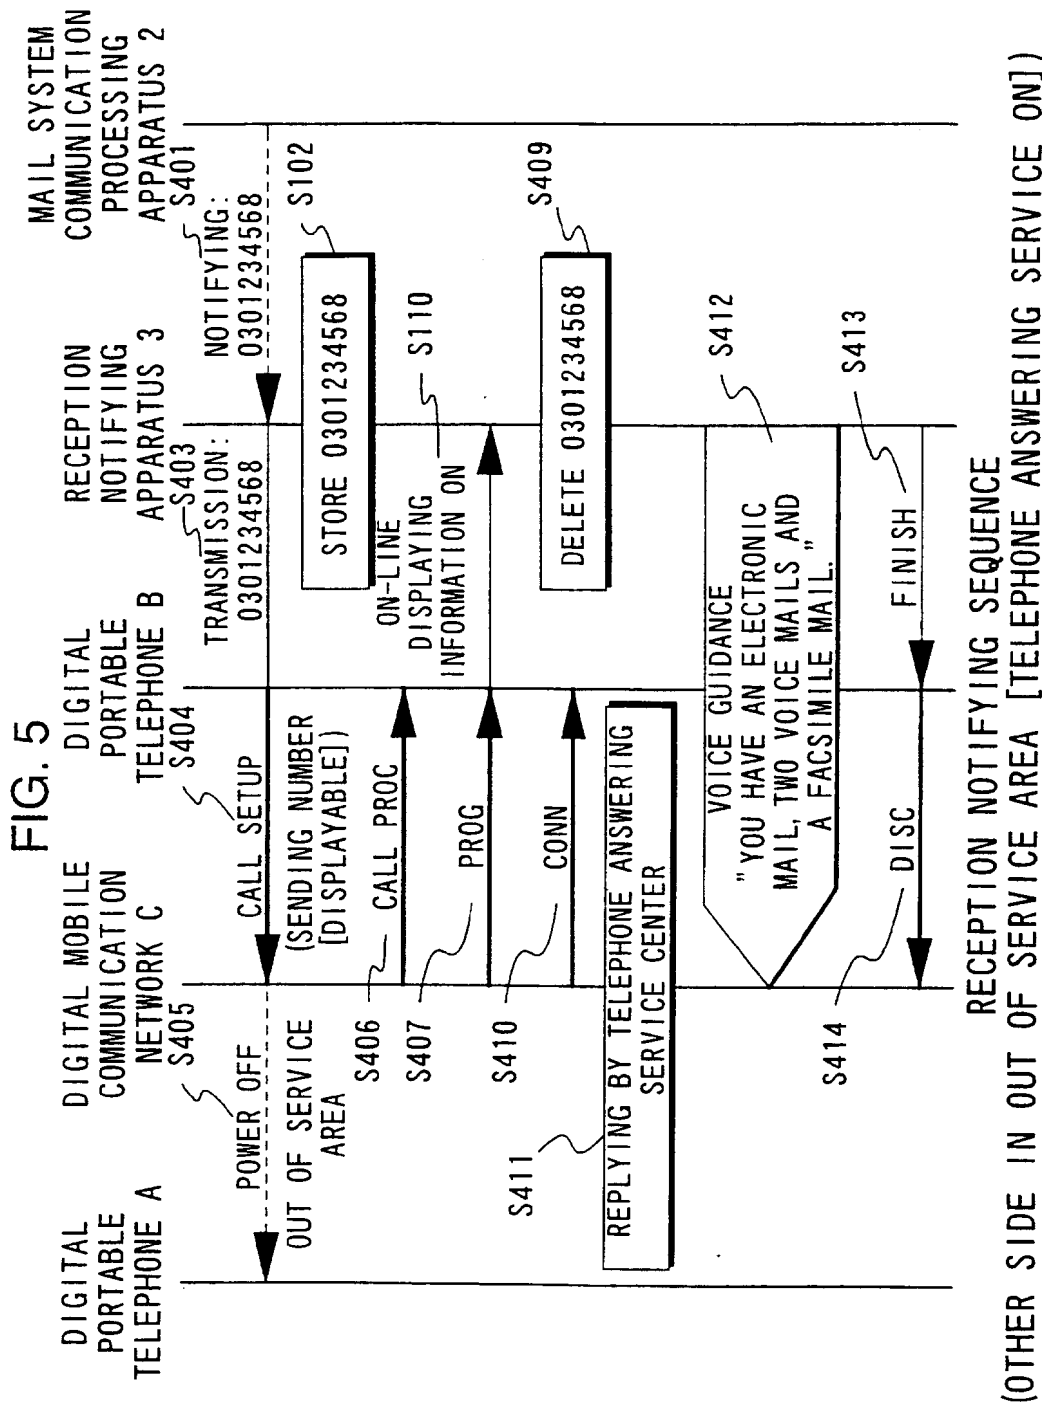 FIG. 5
DIGITAL
PORTABLE
TELEPHONE A
DIGITAL MOBILE
COMMUNICATION
NETWORK C
DIGITAL
PORTABLE
TELEPHONE B
RECEPTION
NOTIFYING
APPARATUS 3
MAIL SYSTEM
COMMUNICATION
PROCESSING
APPARATUS 2
S405
S404
S403
S401
POWER OFF
CALL SETUP
TRANSMISSION:
0301234568
NOTIFYING:
0301234568
OUT OF SERVICE
AREA
(SENDING NUMBER
[DISPLAYABLE])
STORE 0301234568
S102
S406
CALL PROC
ON-LINE
DISPLAYING
INFORMATION ON
S110
S407
PROG
S410
CONN
DELETE 0301234568
S409
S411
REPLYING BY TELEPHONE ANSWERING
SERVICE CENTER
VOICE GUIDANCE
"YOU HAVE AN ELECTRONIC
MAIL, TWO VOICE MAILS AND
A FACSIMILE MAIL."
S412
S414
DISC
FINISH
S413
RECEPTION NOTIFYING SEQUENCE
(OTHER SIDE IN OUT OF SERVICE AREA [TELEPHONE ANSWERING SERVICE ON])